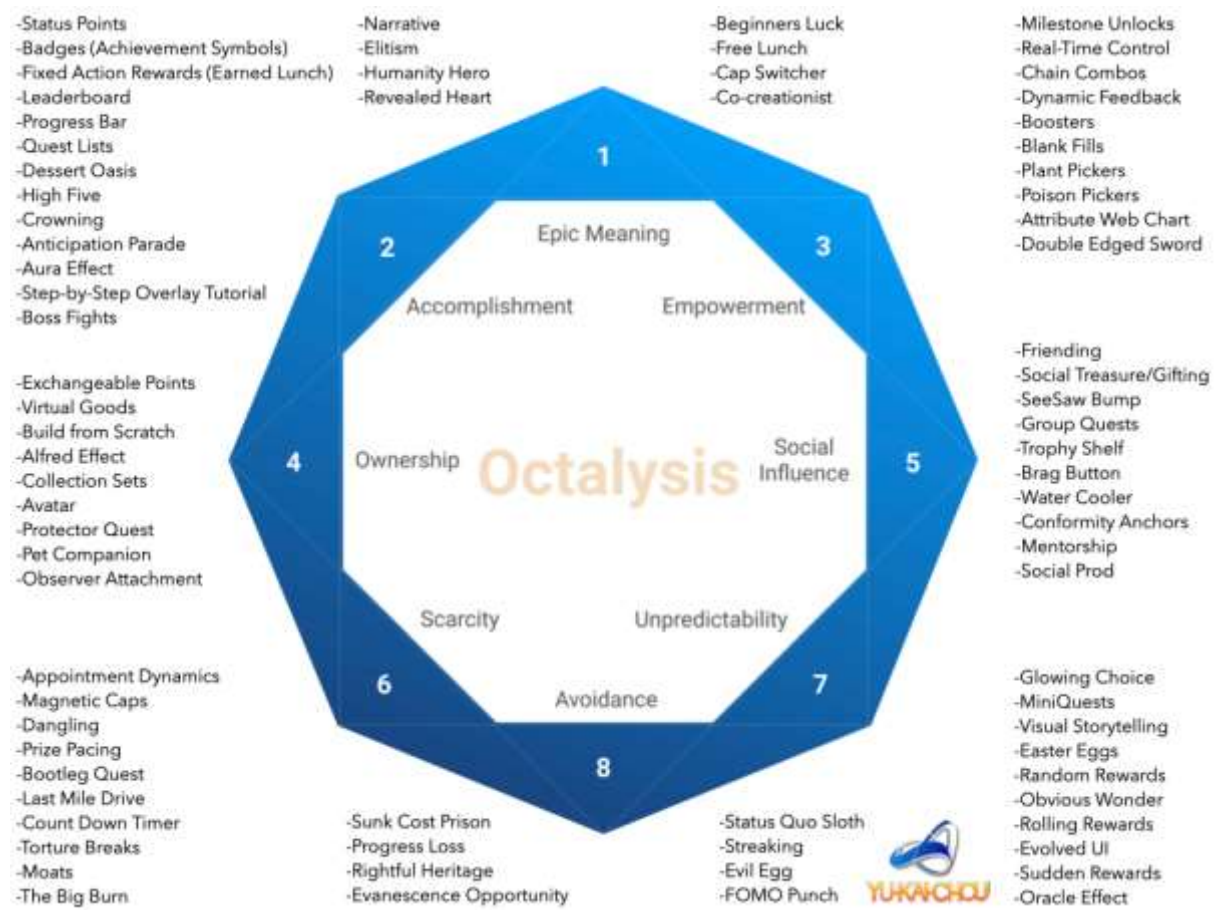 -Status Points
-Badges (Achievement Symbols)
-Fixed Action Rewards (Earned Lunch)
-Leaderboard
-Progress Bar
-Quest Lists
-Dessert Oasis
-High Five
-Crowning
-Anticipation Parade
-Aura Effect
-Step-by-Step Overlay Tutorial
-Boss Fights
-Narrative
-Elitism
-Humanity Hero
-Revealed Heart
-Beginners Luck
-Free Lunch
-Cap Switcher
-Co-creationist
-Milestone Unlocks
-Real-Time Control
-Chain Combos
-Dynamic Feedback
-Boosters
-Blank Fills
-Plant Pickers
-Poison Pickers
-Attribute Web Chart
-Double Edged Sword
1
Epic Meaning
2
Accomplishment
3
Empowerment
-Exchangeable Points
-Virtual Goods
-Build from Scratch
-Alfred Effect
-Collection Sets
-Avatar
-Protector Quest
-Pet Companion
-Observer Attachment
4
Ownership
Octalysis
Social
Influence
5
-Friending
-Social Treasure/Gifting
-SeeSaw Bump
-Group Quests
-Trophy Shelf
-Brag Button
-Water Cooler
-Conformity Anchors
-Mentorship
-Social Prod
Scarcity
6
Unpredictability
7
Avoidance
8
-Appointment Dynamics
-Magnetic Caps
-Dangling
-Prize Pacing
-Bootleg Quest
-Last Mile Drive
-Count Down Timer
-Torture Breaks
-Moats
-The Big Burn
-Sunk Cost Prison
-Progress Loss
-Rightful Heritage
-Evanescence Opportunity
-Status Quo Sloth
-Streaking
-Evil Egg
-FOMO Punch
YU-KAI-CHOU
-Glowing Choice
-MiniQuests
-Visual Storytelling
-Easter Eggs
-Random Rewards
-Obvious Wonder
-Rolling Rewards
-Evolved UI
-Sudden Rewards
-Oracle Effect